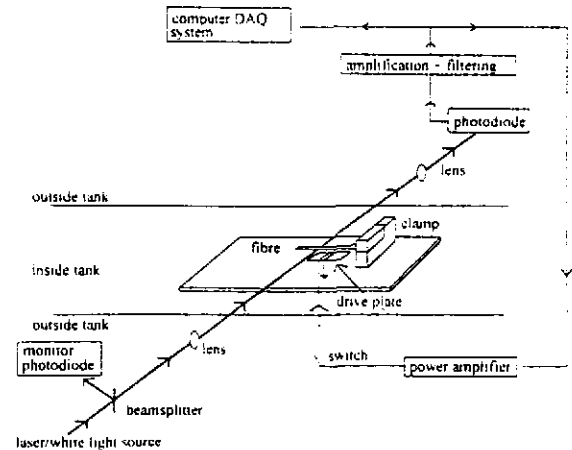 computer DAQ
system
amplification - filtering
photodiode
lens
outside tank
clamp
fibre
inside tank
drive plate
outside tank
lens
monitor
photodiode
switch
power amplifier
beamsplitter
laser/white light source